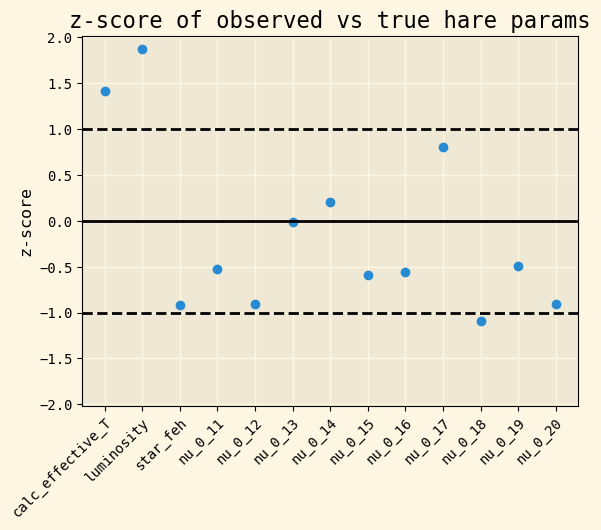 z-score of observed vs true hare params
z-score
2.0
1.5
1.0
0.5
0.0
−0.5
−1.0
−1.5
−2.0
calc_effective_T
luminosity
star_feh
nu_0_11
nu_0_12
nu_0_13
nu_0_14
nu_0_15
nu_0_16
nu_0_17
nu_0_18
nu_0_19
nu_0_20